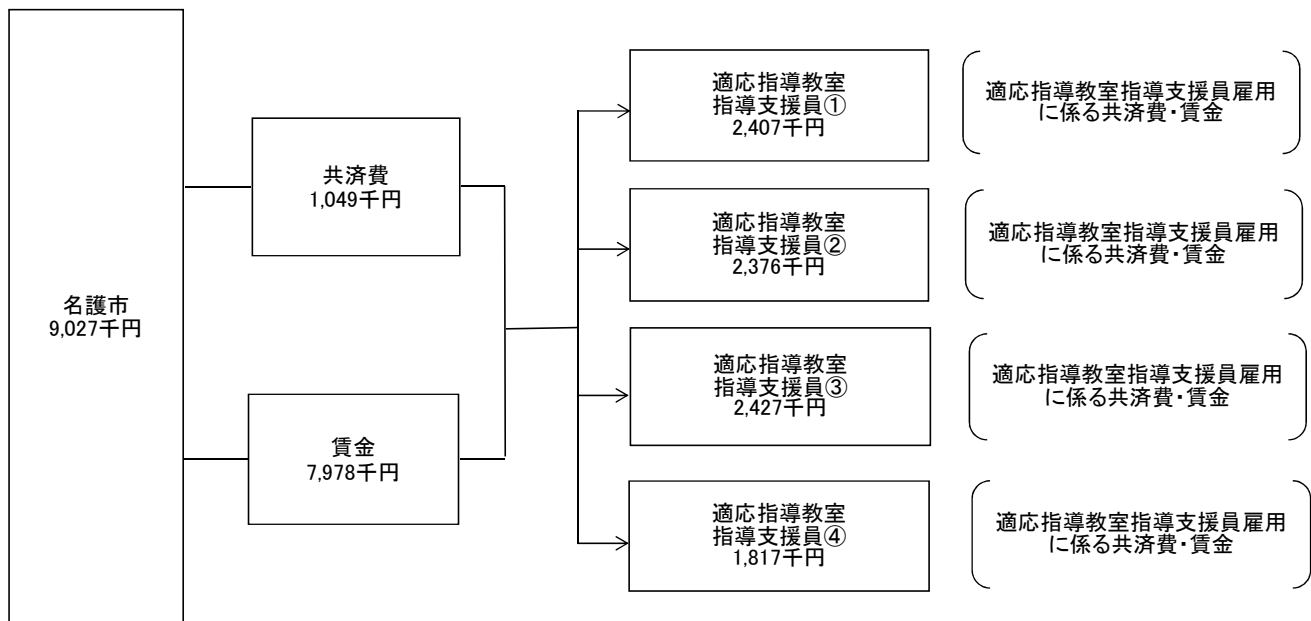 名護市
9,027千円
共済費
1,049千円
賃金
7,978千円
適応指導教室
指導支援員①
2,407千円
適応指導教室指導支援員雇用
に係る共済費・賃金
適応指導教室
指導支援員②
2,376千円
適応指導教室指導支援員雇用
に係る共済費・賃金
適応指導教室
指導支援員③
2,427千円
適応指導教室指導支援員雇用
に係る共済費・賃金
適応指導教室
指導支援員④
1,817千円
適応指導教室指導支援員雇用
に係る共済費・賃金